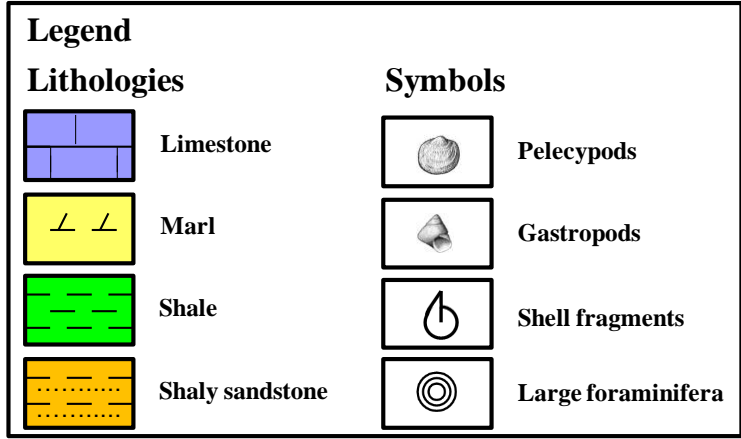 Legend
Lithologies
Limestone
Marl
Shale
Shaly sandstone
Symbols
Pelecypods
Gastropods
Shell fragments
Large foraminifera